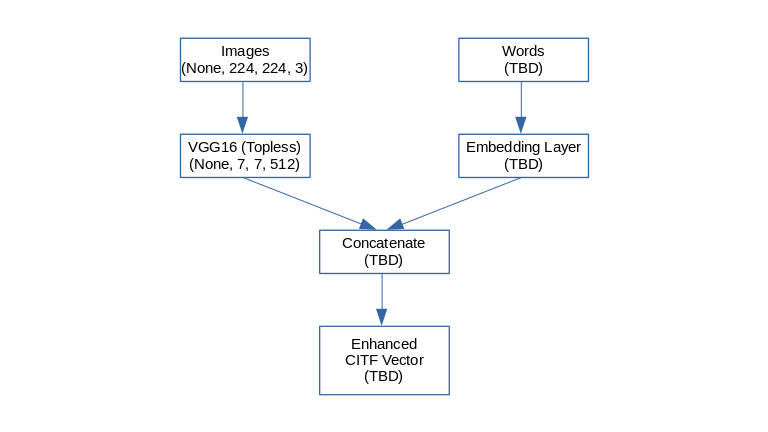 Images
(None, 224, 224, 3)
Words
(TBD)
VGG16 (Topless)
(None, 7, 7, 512)
Embedding Layer
(TBD)
Concatenate
(TBD)
Enhanced
CITF Vector
(TBD)